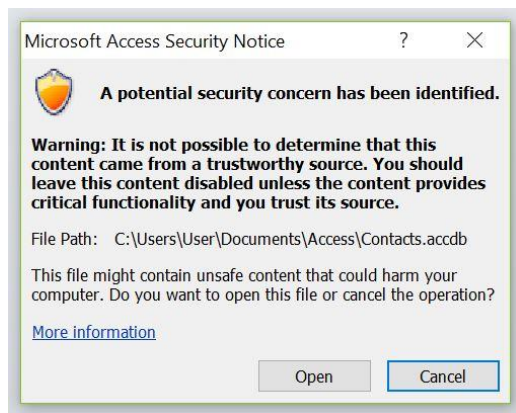 Microsoft Access Security Notice ? ×
A potential security concern has been identified.
Warning: It is not possible to determine that this
content came from a trustworthy source. You should
leave this content disabled unless the content provides
critical functionality and you trust its source.
File Path: C:\Users\User\Documents\Access\Contacts.accdb
This file might contain unsafe content that could harm your
computer. Do you want to open this file or cancel the operation?
More information
Open Cancel